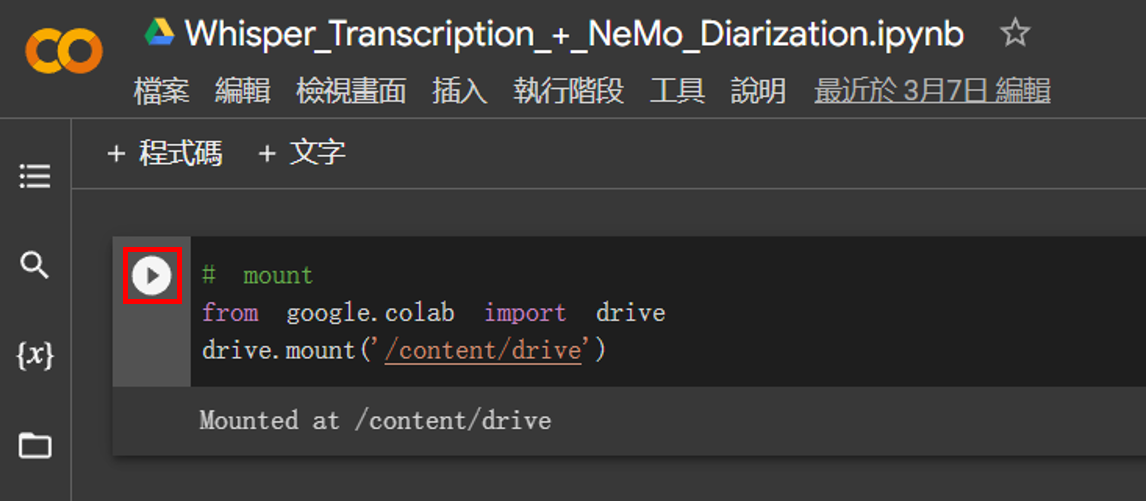 Whisper_Transcription_+_NeMo_Diarization.ipynb
檔案 編輯 檢視畫面 插入 執行階段 工具 說明 最近於 3月7日 編輯
+ 程式碼 + 文字
# mount
from google.colab import drive
{x}
drive.mount('/content/drive')
Mounted at /content/drive